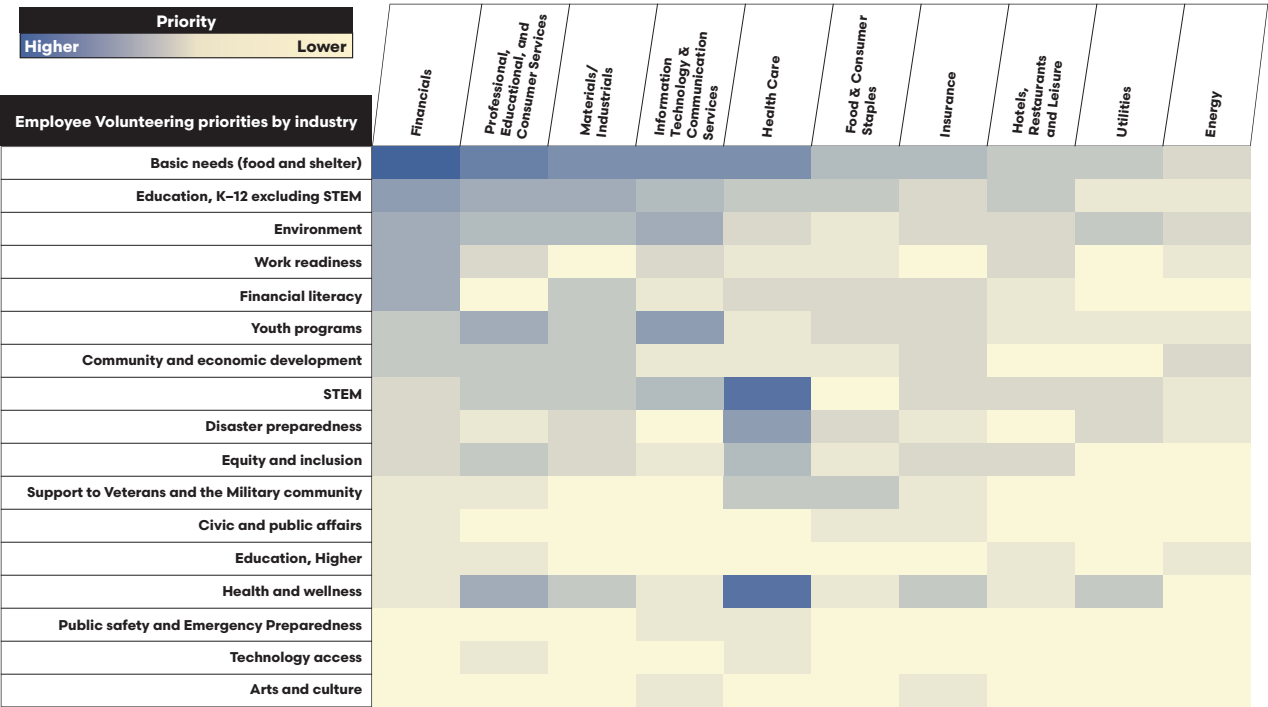 Priority
Higher
Lower
Employee Volunteering priorities by industry
Financials
Professional,
Educational, and
Consumer Services
Materials/
Industrials
Information
Technology &
Communication
Services
Health Care
Food & Consumer
Staples
Insurance
Hotels,
Restaurants
and Leisure
Utilities
Energy
Basic needs (food and shelter)
Education, K–12 excluding STEM
Environment
Work readiness
Financial literacy
Youth programs
Community and economic development
STEM
Disaster preparedness
Equity and inclusion
Support to Veterans and the Military community
Civic and public affairs
Education, Higher
Health and wellness
Public safety and Emergency Preparedness
Technology access
Arts and culture